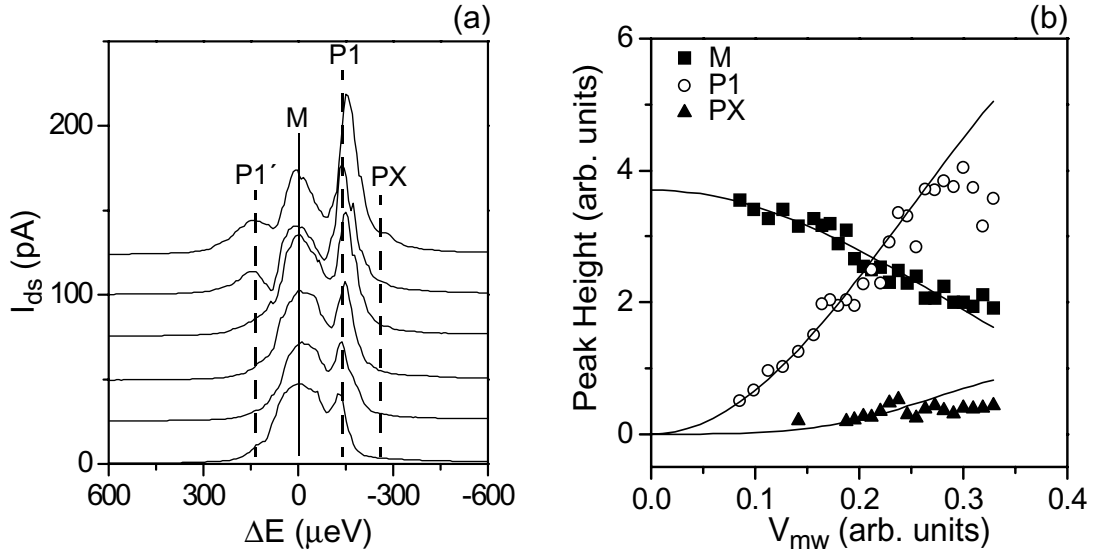 (a)
P1
M
P1´
PX
200
100
0
I_ds (pA)
600 300 0 -300 -600
ΔE (μeV)
(b)
M
P1
PX
6
4
2
0
Peak Height (arb. units)
0.0 0.1 0.2 0.3 0.4
V_mw (arb. units)